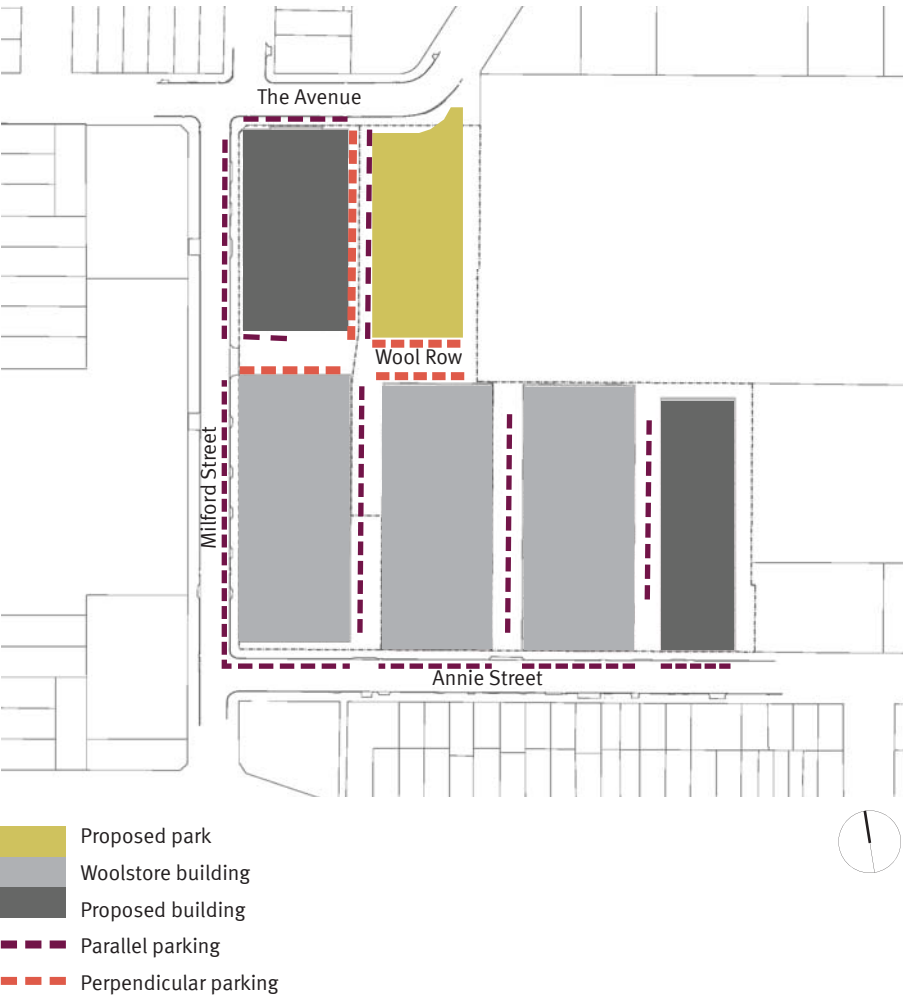 The Avenue
Wool Row
Milford Street
Annie Street
Proposed park
Woolstore building
Proposed building
Parallel parking
Perpendicular parking